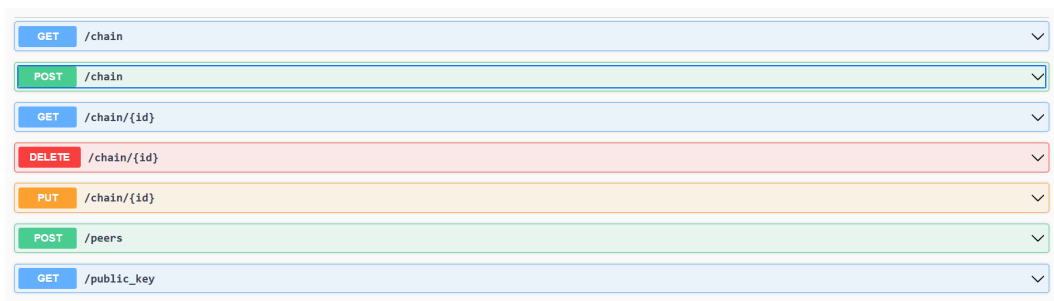 GET /chain
POST /chain
GET /chain/{id}
DELETE /chain/{id}
PUT /chain/{id}
POST /peers
GET /public_key